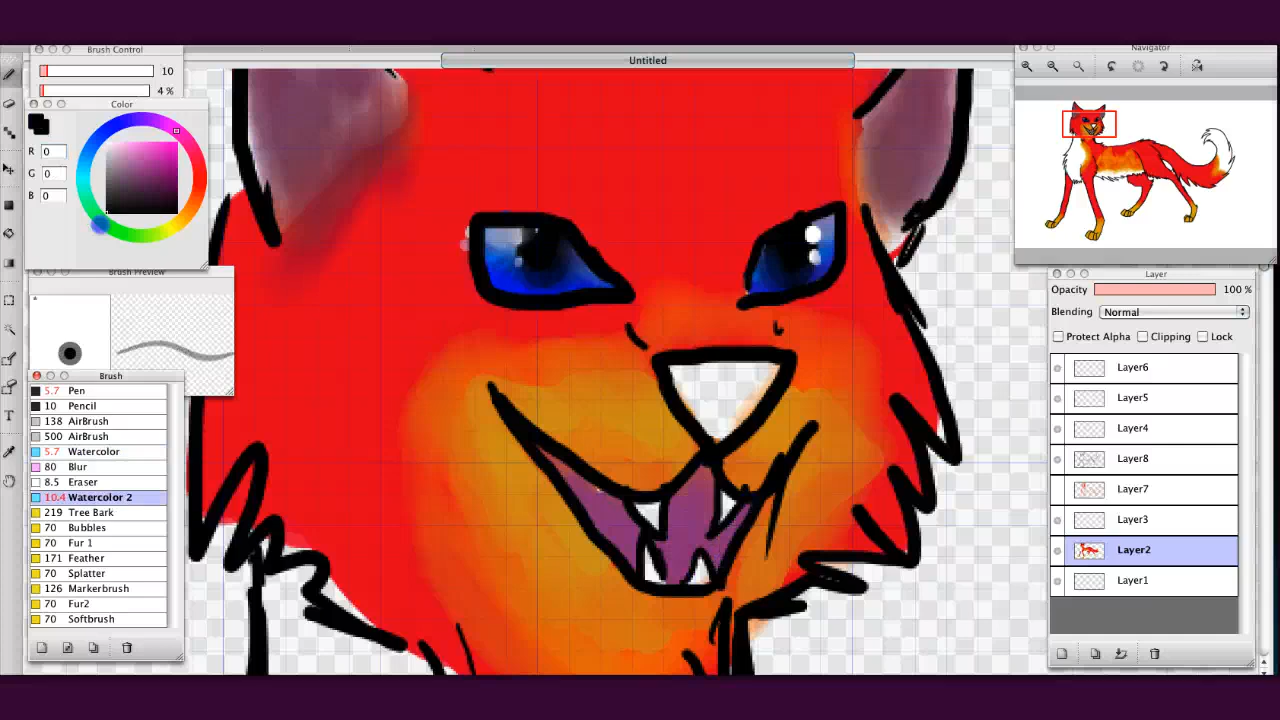 Brush Control
Untitled
Navigator
10
4 %
Color
R 0
G 0
B 0
Brush Preview
Brush
5.7 Pen
10 Pencil
138 AirBrush
500 AirBrush
5.7 Watercolor
80 Blur
8.5 Eraser
10.4 Watercolor 2
219 Tree Bark
70 Bubbles
70 Fur 1
171 Feather
70 Splatter
126 Markerbrush
70 Fur2
70 Softbrush
T
Layer
Opacity 100 %
Blending Normal
Protect Alpha Clipping Lock
Layer6
Layer5
Layer4
Layer8
Layer7
Layer3
Layer2
Layer1